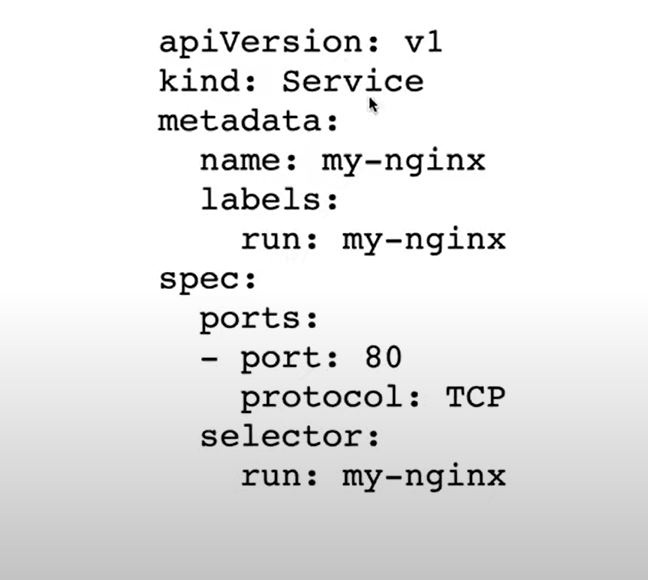 apiVersion: v1
kind: Service
metadata:
  name: my-nginx
  labels:
    run: my-nginx
spec:
  ports:
  - port: 80
    protocol: TCP
  selector:
    run: my-nginx